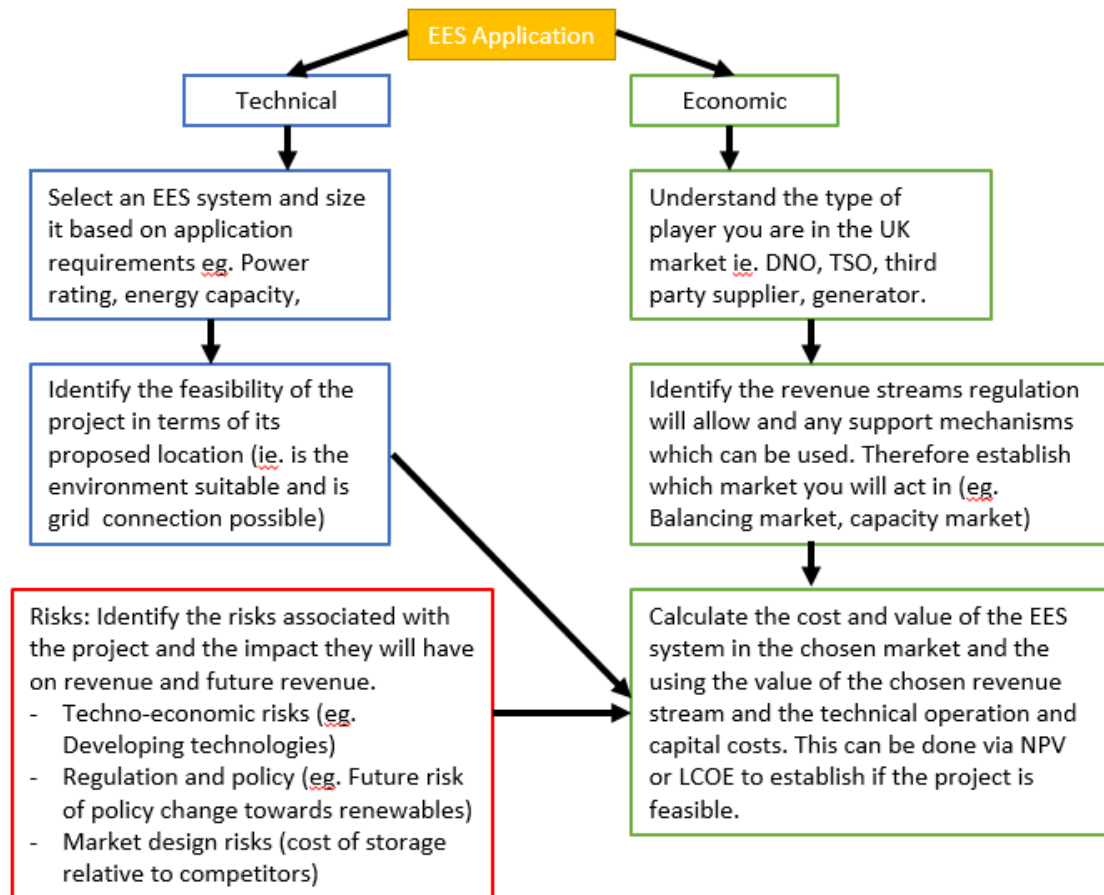 EES Application
Technical
Economic
Select an EES system and size
it based on application
requirements eg. Power
rating, energy capacity,
Understand the type of
player you are in the UK
market ie. DNO, TSO, third
party supplier, generator.
Identify the feasibility of the
project in terms of its
proposed location (ie. is the
environment suitable and is
grid  connection possible)
Identify the revenue streams regulation
will allow and any support mechanisms
which can be used. Therefore establish
which market you will act in (eg.
Balancing market, capacity market)
Risks: Identify the risks associated with
the project and the impact they will have
on revenue and future revenue.
- Techno-economic risks (eg.
Developing technologies)
- Regulation and policy (eg. Future risk
of policy change towards renewables)
- Market design risks (cost of storage
relative to competitors)
Calculate the cost and value of the EES
system in the chosen market and the
using the value of the chosen revenue
stream and the technical operation and
capital costs. This can be done via NPV
or LCOE to establish if the project is
feasible.